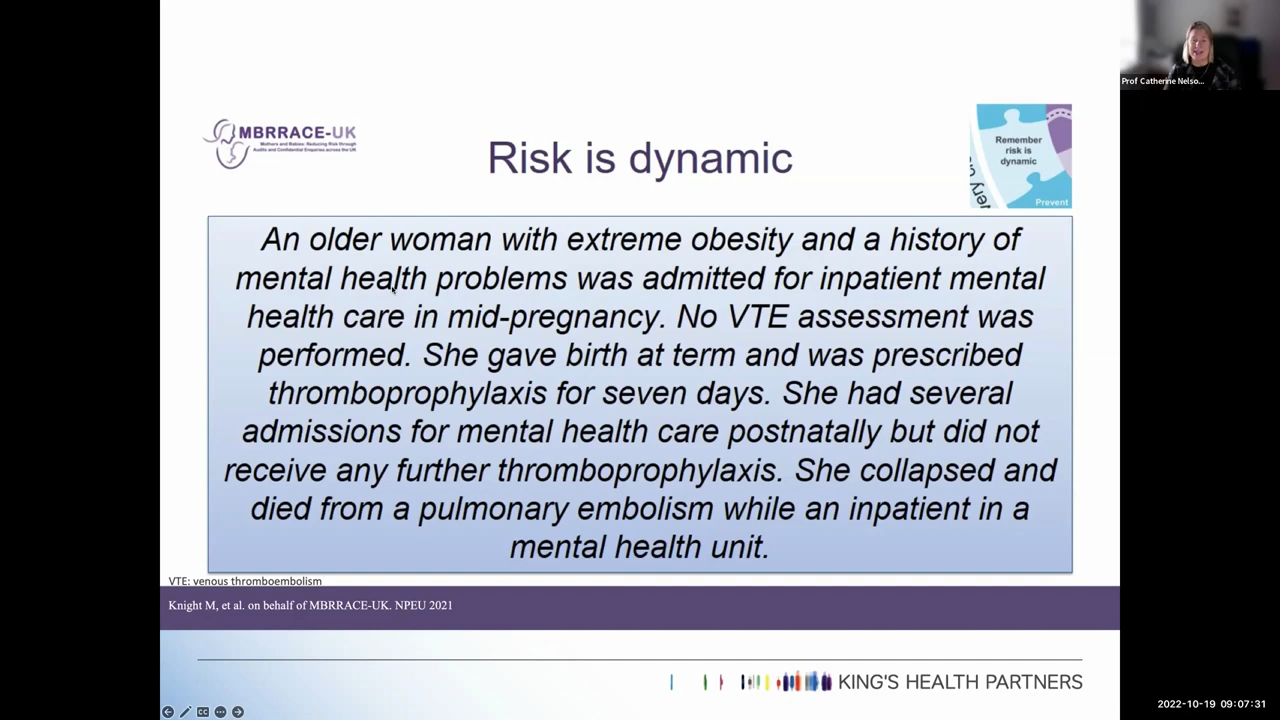 Prof Catherine Nelso...
MBRRACE-UK
Mothers and Babies: Reducing Risk through
Audits and Confidential Enquiries across the UK
Risk is dynamic
Remember
risk is
dynamic
very
Prevent
An older woman with extreme obesity and a history of
mental health problems was admitted for inpatient mental
health care in mid-pregnancy. No VTE assessment was
performed. She gave birth at term and was prescribed
thromboprophylaxis for seven days. She had several
admissions for mental health care postnatally but did not
receive any further thromboprophylaxis. She collapsed and
died from a pulmonary embolism while an inpatient in a
mental health unit.
VTE: venous thromboembolism
Knight M, et al. on behalf of MBRRACE-UK. NPEU 2021
KING'S HEALTH PARTNERS
CC
2022-10-19 09:07:31